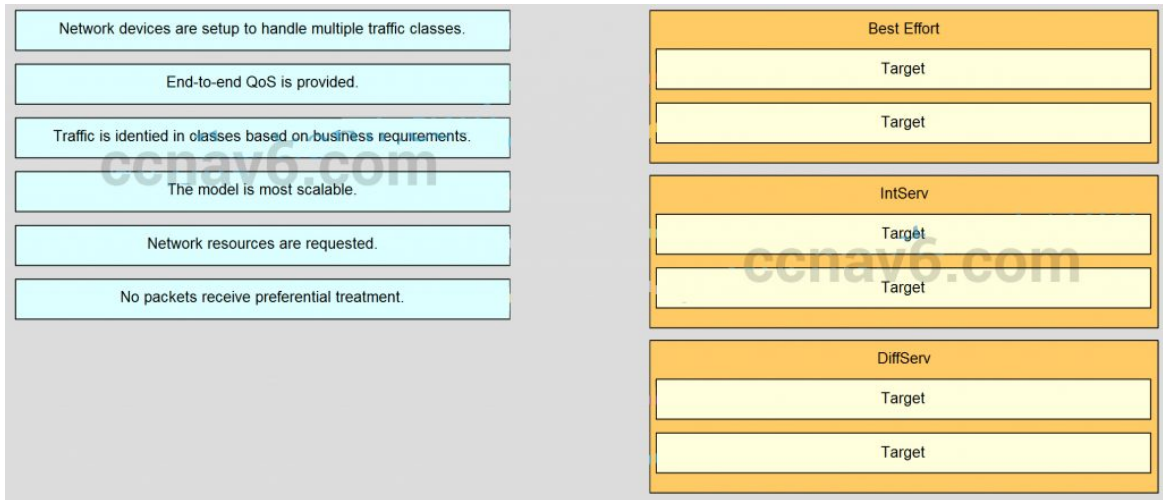 Network devices are setup to handle multiple traffic classes.
End-to-end QoS is provided.
Traffic is identied in classes based on business requrements.
The model is most scalable.
Network resources are requested.
No packets receive preferential treatment.
ccnav6.com
Best Effort
Target
Target
IntServ
Target
Target
ccnav6.com
DiffServ
Target
Target